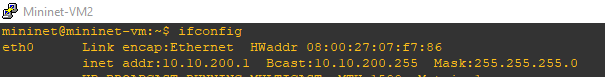 Mininet-VM2
mininet@mininet-vm:~$ ifconfig
eth0 Link encap:Ethernet HWaddr 08:00:27:07:f7:86
inet addr:10.10.200.1 Bcast:10.10.200.255 Mask:255.255.255.0